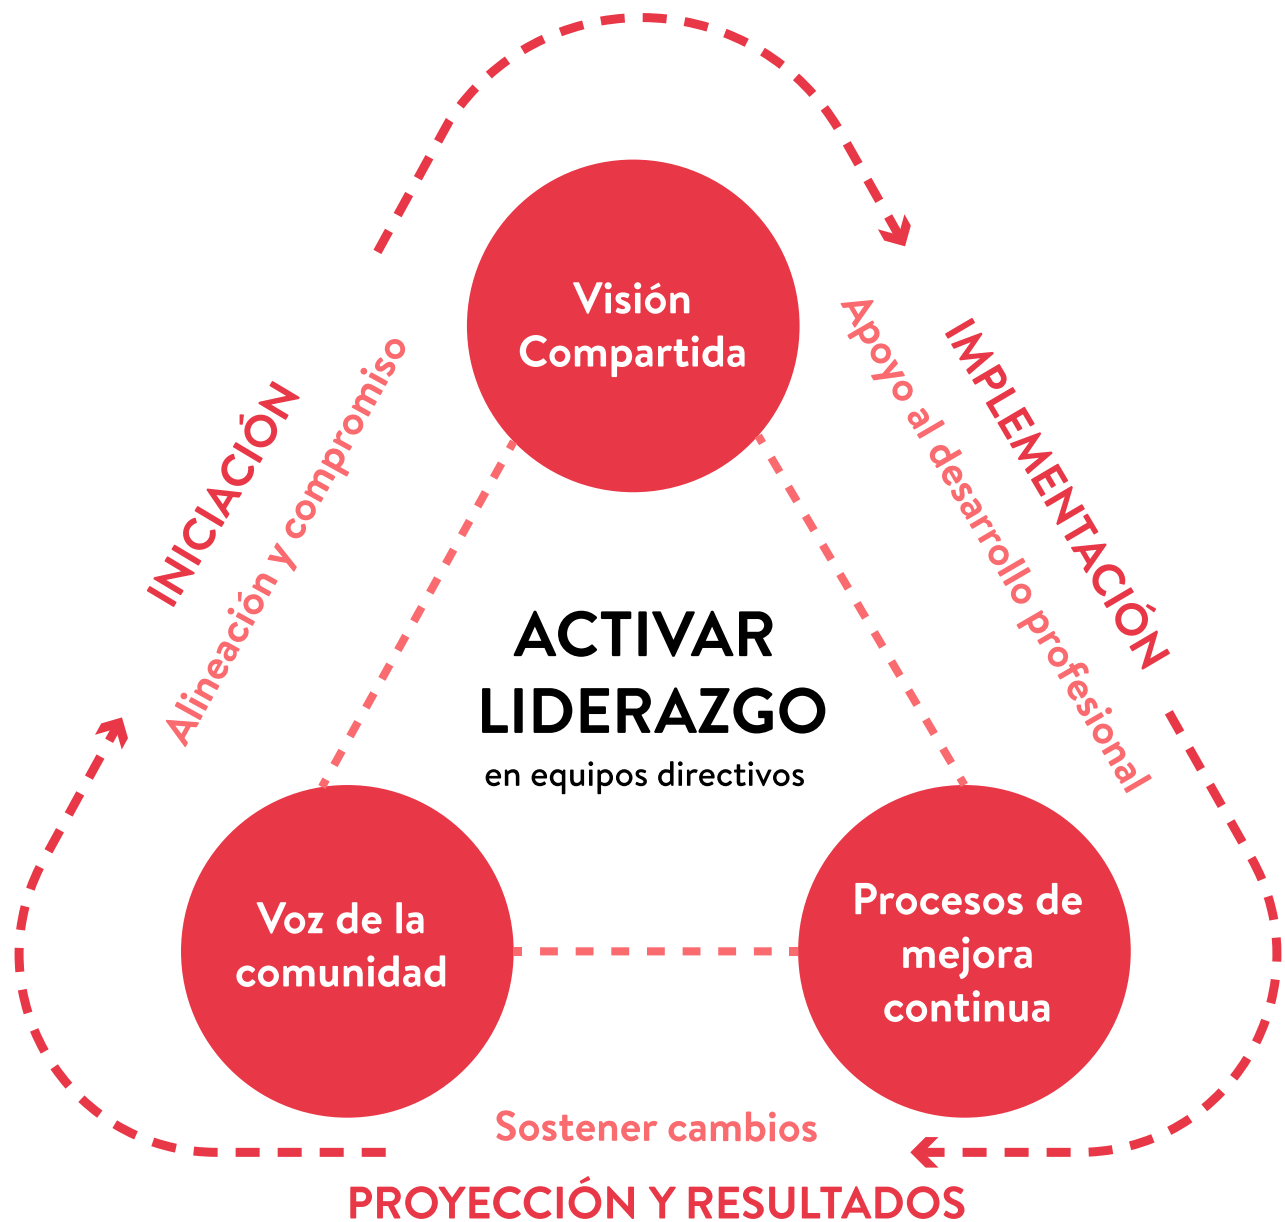 Visión
Compartida
INICIACIÓN
Alineación y compromiso
Apoyo al desarrollo profesional
IMPLEMENTACIÓN
ACTIVAR
LIDERAZGO
en equipos directivos
Voz de la
comunidad
Procesos de
mejora
continua
Sostener cambios
PROYECCIÓN Y RESULTADOS